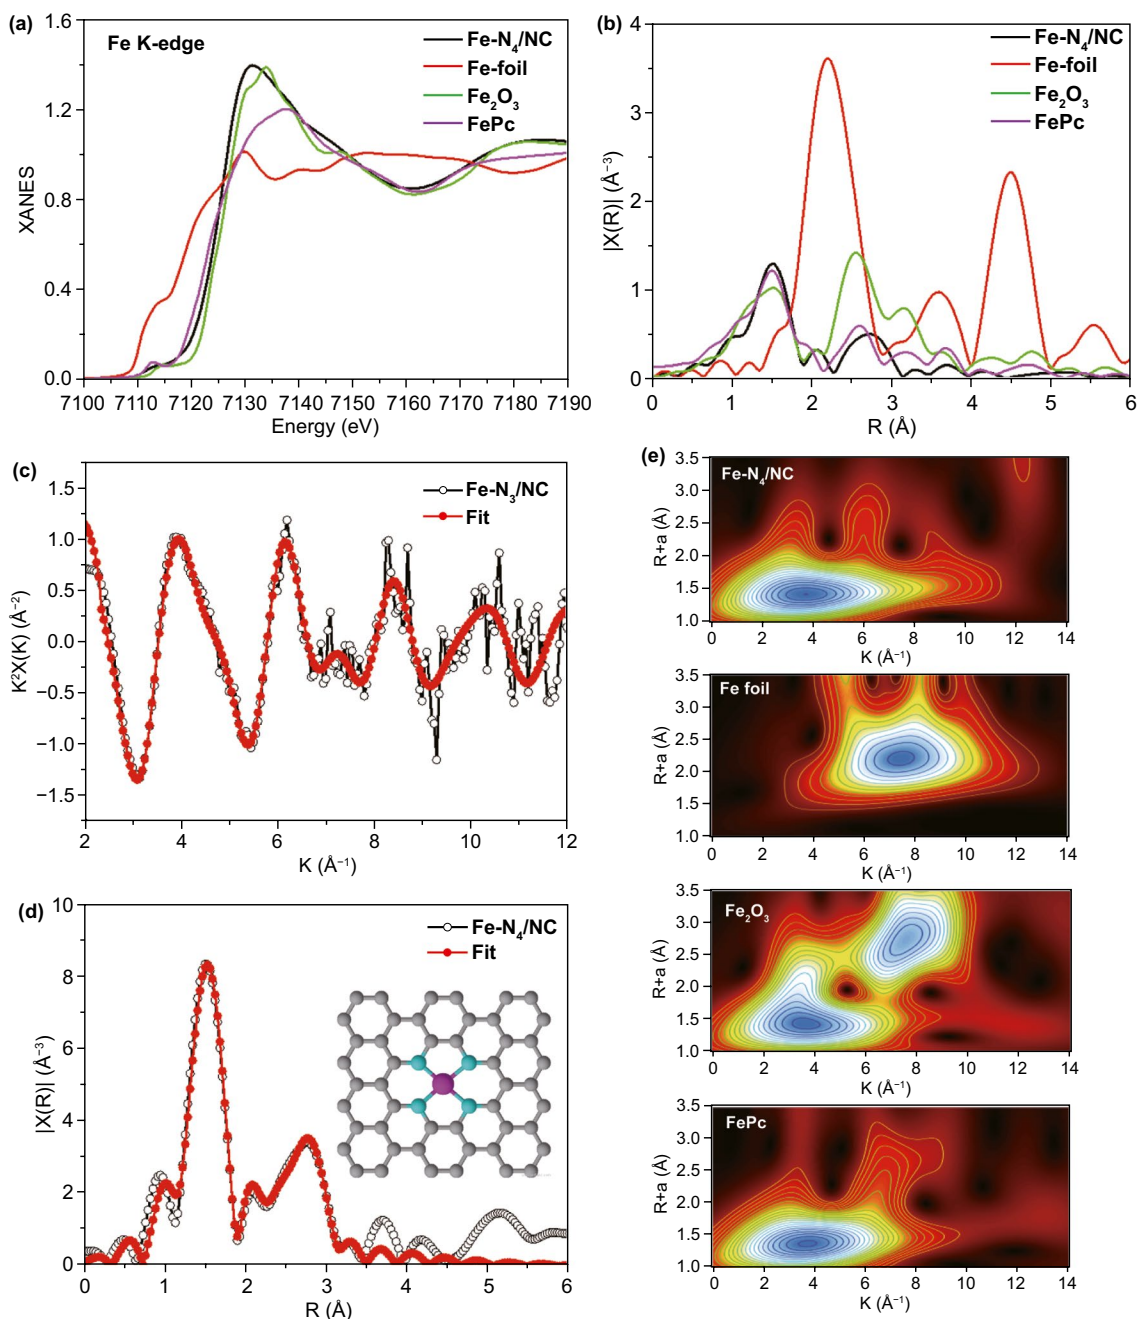 (a)
Fe K-edge
Fe-N₄/NC
Fe-foil
Fe₂O₃
FePc
XANES
1.6
1.2
0.8
0.4
0.0
7100 7110 7120 7130 7140 7150 7160 7170 7180 7190
Energy (eV)
(b)
Fe-N₄/NC
Fe-foil
Fe₂O₃
FePc
|X(R)| (Å⁻³)
4
3
2
1
0
0 1 2 3 4 5 6
R (Å)
(c)
Fe-N₃/NC
Fit
K²X(K) (Å⁻²)
1.5
1.0
0.5
0.0
−0.5
−1.0
−1.5
2 4 6 8 10 12
K (Å⁻¹)
(d)
Fe-N₄/NC
Fit
|X(R)| (Å⁻³)
10
8
6
4
2
0
0 1 2 3 4 5 6
R (Å)
(e)
Fe-N₄/NC
R+a (Å)
3.5
3.0
2.5
2.0
1.5
1.0
0 2 4 6 8 10 12 14
K (Å⁻¹)
Fe foil
R+a (Å)
3.5
3.0
2.5
2.0
1.5
1.0
0 2 4 6 8 10 12 14
K (Å⁻¹)
Fe₂O₃
R+a (Å)
3.5
3.0
2.5
2.0
1.5
1.0
0 2 4 6 8 10 12 14
K (Å⁻¹)
FePc
R+a (Å)
3.5
3.0
2.5
2.0
1.5
1.0
0 2 4 6 8 10 12 14
K (Å⁻¹)